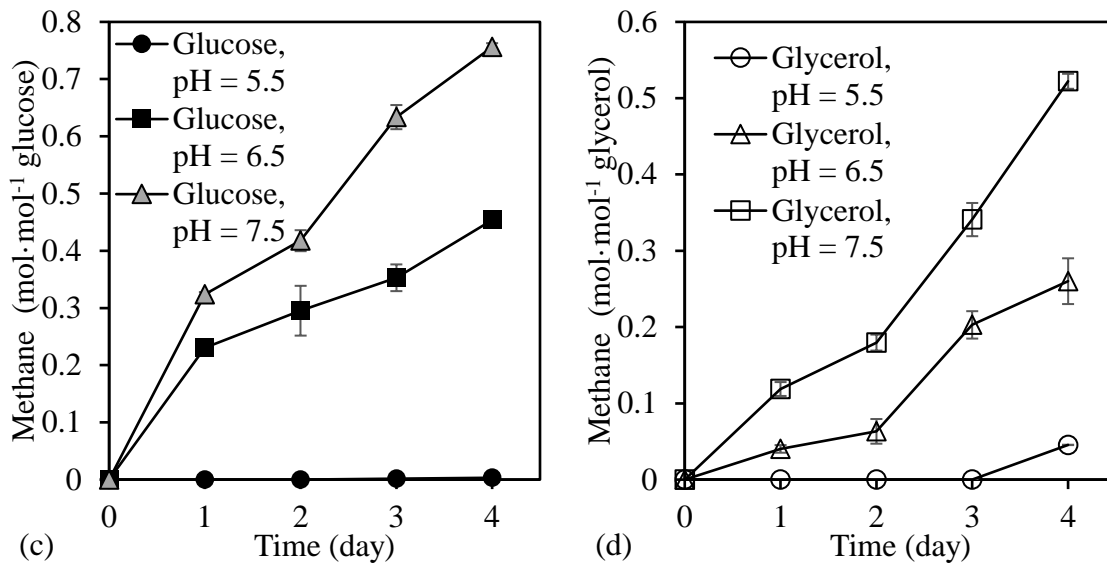 0.8
0.7
0.6
0.5
0.4
0.3
0.2
0.1
0
Methane (mol·mol⁻¹ glucose)
Glucose,
pH = 5.5
Glucose,
pH = 6.5
Glucose,
pH = 7.5
0 1 2 3 4
Time (day)
(c)
0.6
0.5
0.4
0.3
0.2
0.1
0
Methane (mol·mol⁻¹ glycerol)
Glycerol,
pH = 5.5
Glycerol,
pH = 6.5
Glycerol,
pH = 7.5
0 1 2 3 4
Time (day)
(d)